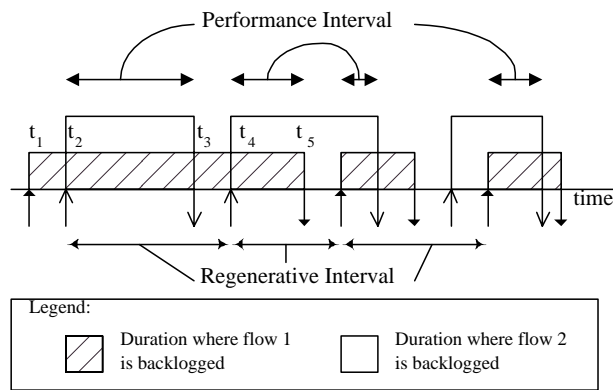 Performance Interval
t1 t2 t3 t4 t5
time
Regenerative Interval
Legend:
Duration where flow 1
is backlogged
Duration where flow 2
is backlogged